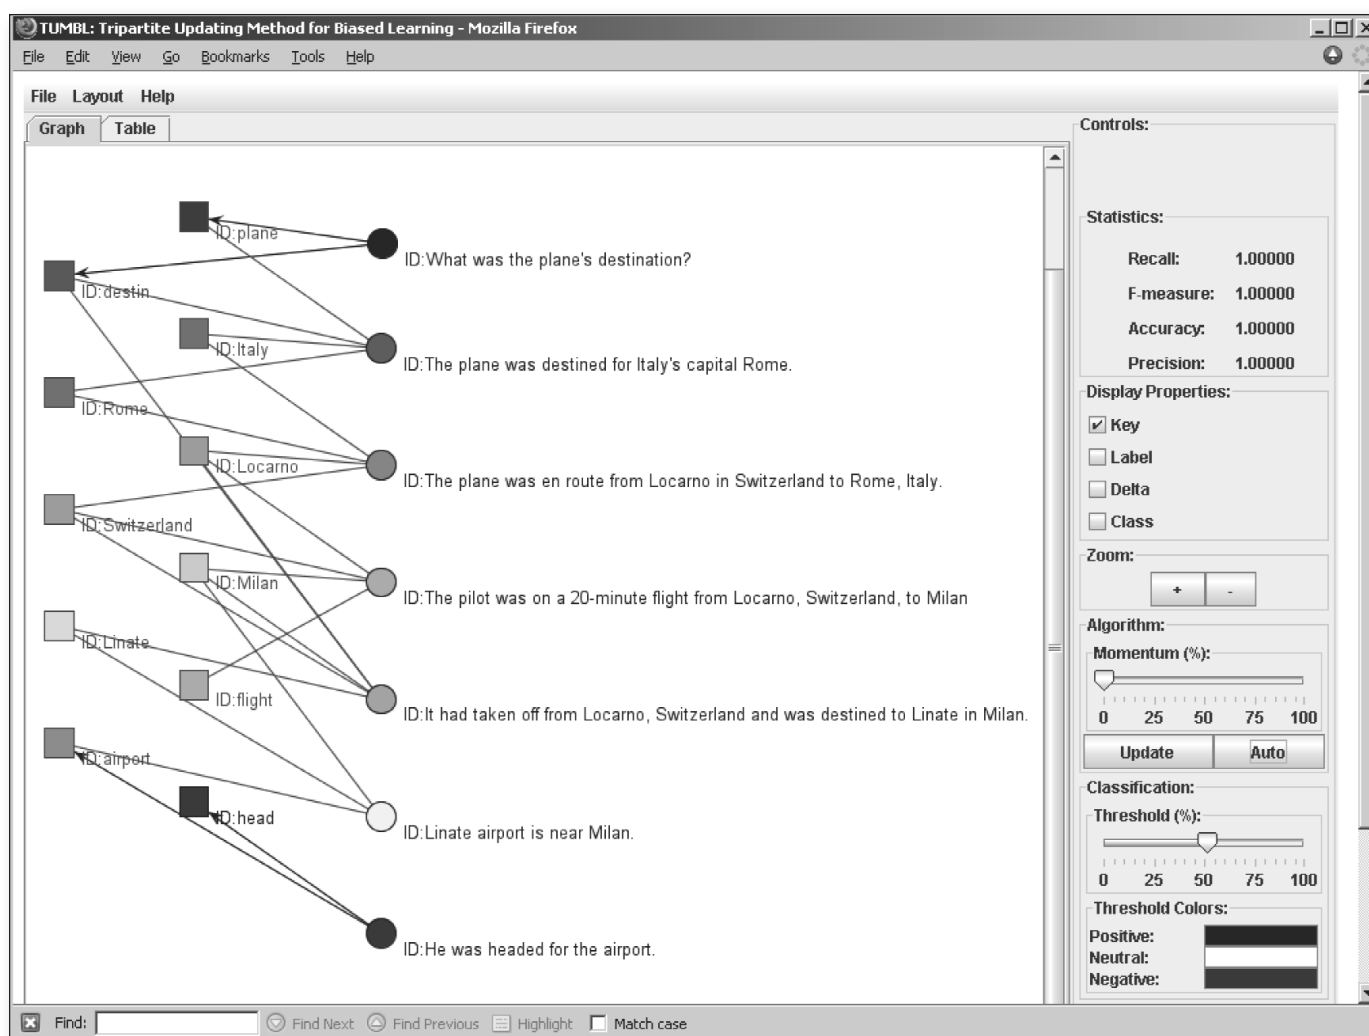 TUMBL: Tripartite Updating Method for Biased Learning - Mozilla Firefox
File Edit View Go Bookmarks Tools Help
File Layout Help
Graph Table
ID:plane
ID:What was the plane's destination?
ID:destin
ID:Italy
ID:The plane was destined for Italy's capital Rome.
ID:Rome
ID:Locarno
ID:The plane was en route from Locarno in Switzerland to Rome, Italy.
ID:Switzerland
ID:Milan
ID:The pilot was on a 20-minute flight from Locarno, Switzerland, to Milan
ID:Linate
ID:flight
ID:It had taken off from Locarno, Switzerland and was destined to Linate in Milan.
ID:airport
ID:head
ID:Linate airport is near Milan.
ID:He was headed for the airport.
Controls:
Statistics:
Recall: 1.00000
F-measure: 1.00000
Accuracy: 1.00000
Precision: 1.00000
Display Properties:
Key
Label
Delta
Class
Zoom:
+ -
Algorithm:
Momentum (%):
0 25 50 75 100
Update Auto
Classification:
Threshold (%):
0 25 50 75 100
Threshold Colors:
Positive:
Neutral:
Negative:
Find: Find Next Find Previous Highlight Match case